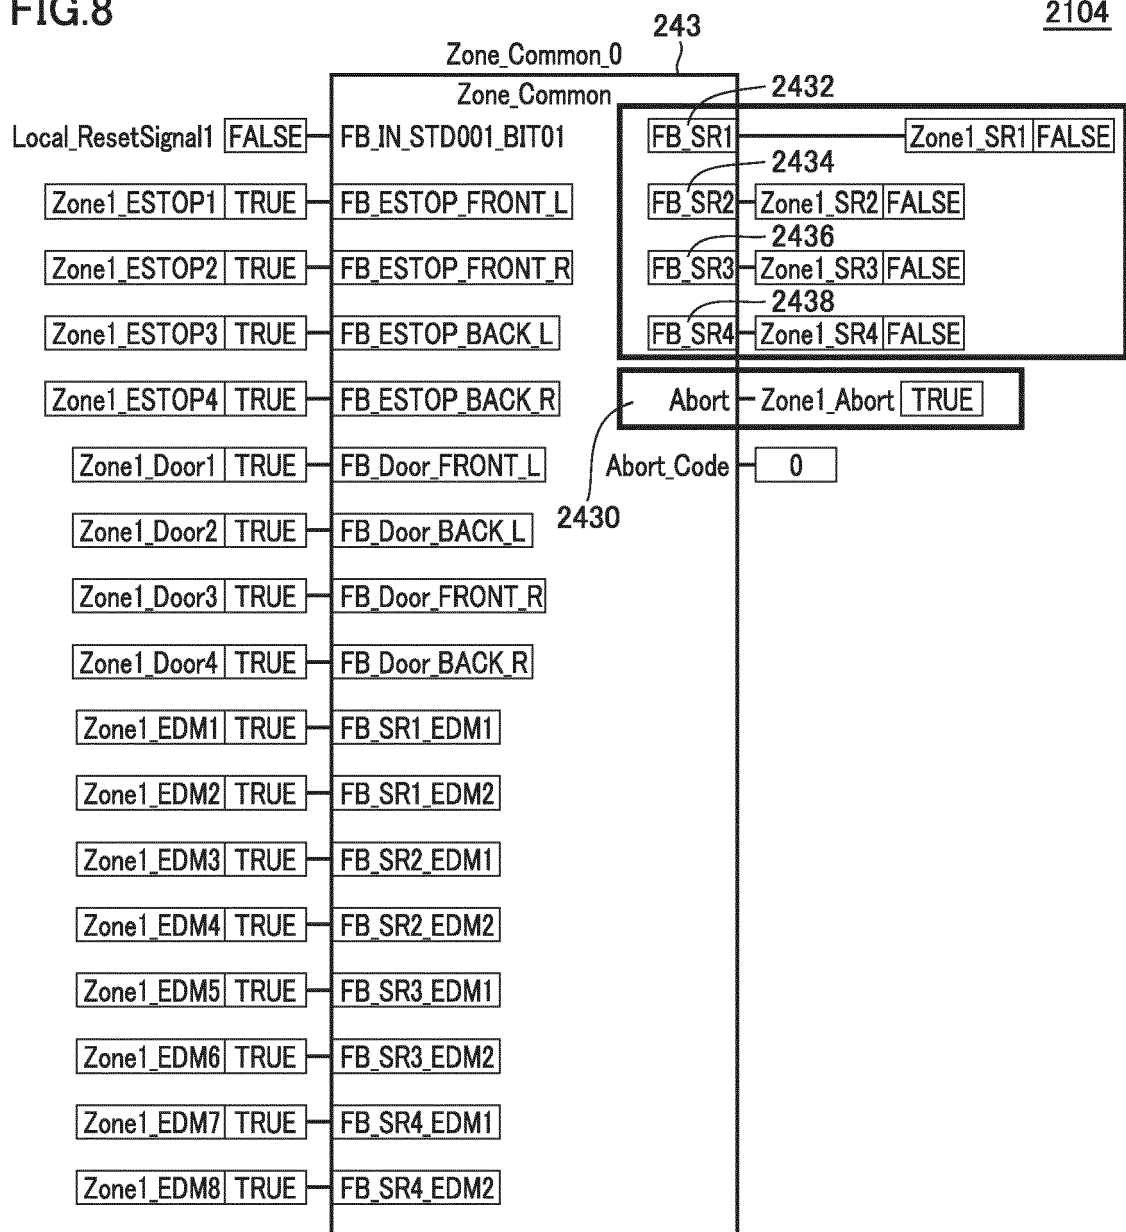 FIG.8
2104
243
Zone_Common_0
Zone_Common
2432
Local_ResetSignal1 FALSE FB_IN_STD001_BIT01 FB_SR1 Zone1_SR1 FALSE
2434
Zone1_ESTOP1 TRUE FB_ESTOP_FRONT_L FB_SR2 Zone1_SR2 FALSE
2436
Zone1_ESTOP2 TRUE FB_ESTOP_FRONT_R FB_SR3 Zone1_SR3 FALSE
2438
Zone1_ESTOP3 TRUE FB_ESTOP_BACK_L FB_SR4 Zone1_SR4 FALSE
Zone1_ESTOP4 TRUE FB_ESTOP_BACK_R Abort Zone1_Abort TRUE
Zone1_Door1 TRUE FB_Door_FRONT_L Abort_Code 0
2430
Zone1_Door2 TRUE FB_Door_BACK_L
Zone1_Door3 TRUE FB_Door_FRONT_R
Zone1_Door4 TRUE FB_Door_BACK_R
Zone1_EDM1 TRUE FB_SR1_EDM1
Zone1_EDM2 TRUE FB_SR1_EDM2
Zone1_EDM3 TRUE FB_SR2_EDM1
Zone1_EDM4 TRUE FB_SR2_EDM2
Zone1_EDM5 TRUE FB_SR3_EDM1
Zone1_EDM6 TRUE FB_SR3_EDM2
Zone1_EDM7 TRUE FB_SR4_EDM1
Zone1_EDM8 TRUE FB_SR4_EDM2